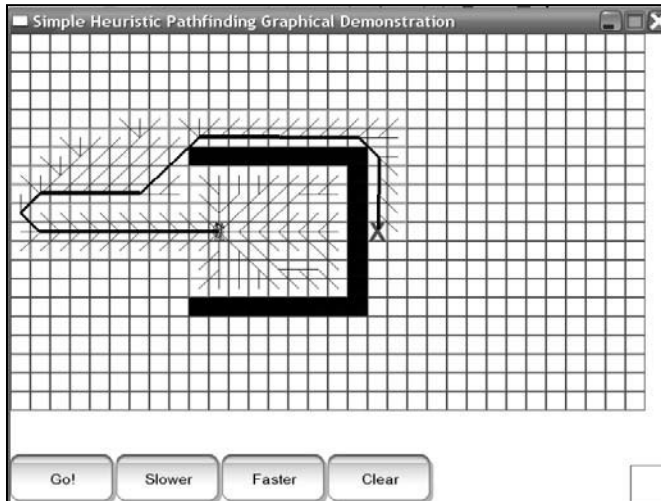 Simple Heuristic Pathfinding Graphical Demonstration
X
Go! Slower Faster Clear